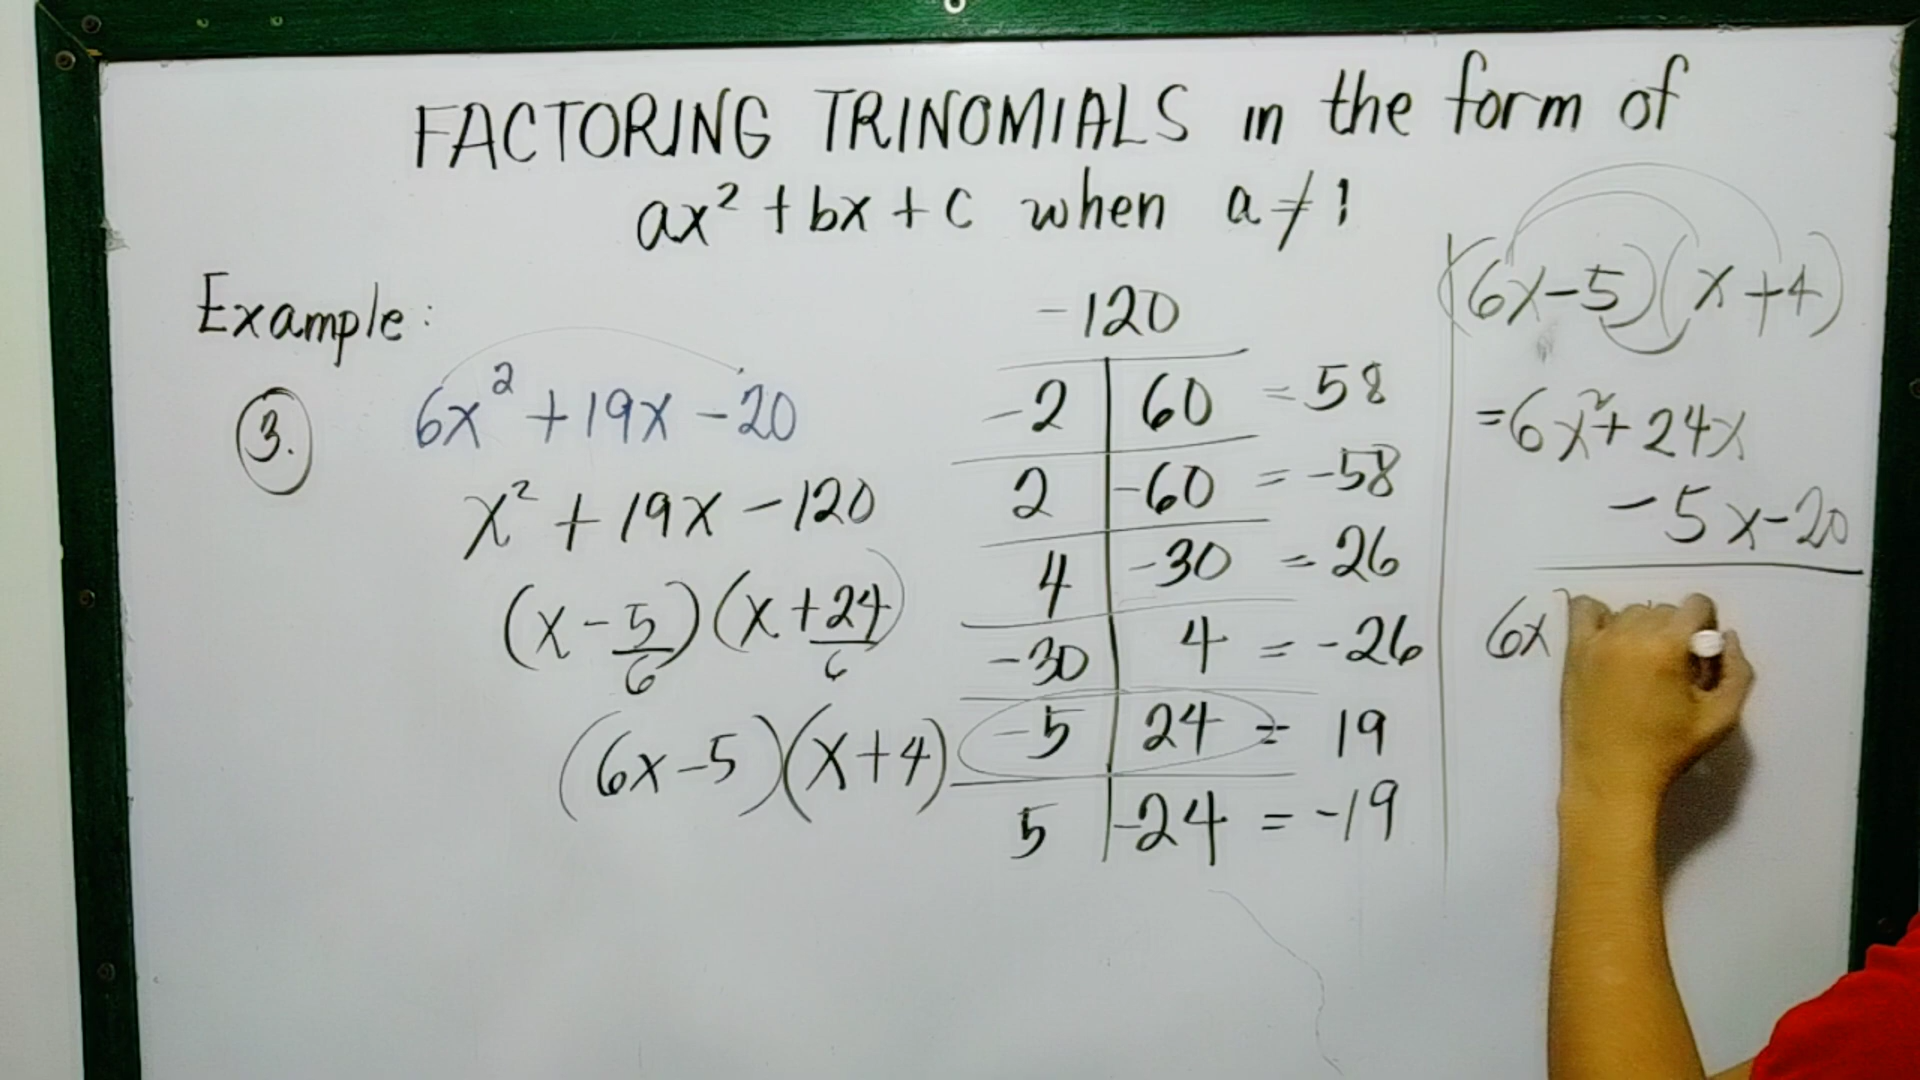 FACTORING TRINOMIALS in the form of
ax² + bx + c when a ≠ 1
Example:
3. 6x² + 19x - 20
x² + 19x - 120
(x - 5/6)(x + 24/6)
(6x - 5)(x + 4)
-120
-2 | 60 = 58
2 | -60 = -58
4 | -30 = 26
-30 | 4 = -26
-5 | 24 = 19
5 | -24 = -19
(6x - 5)(x + 4)
= 6x² + 24x
- 5x - 20
6x